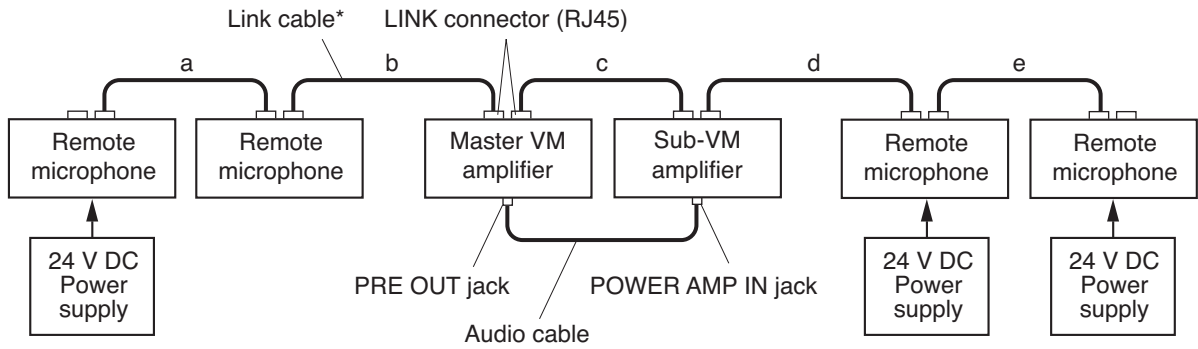 Link cable*
LINK connector (RJ45)
a
b
c
d
e
Remote
microphone
Remote
microphone
Master VM
amplifier
Sub-VM
amplifier
Remote
microphone
Remote
microphone
24 V DC
Power
supply
PRE OUT jack
POWER AMP IN jack
24 V DC
Power
supply
24 V DC
Power
supply
Audio cable